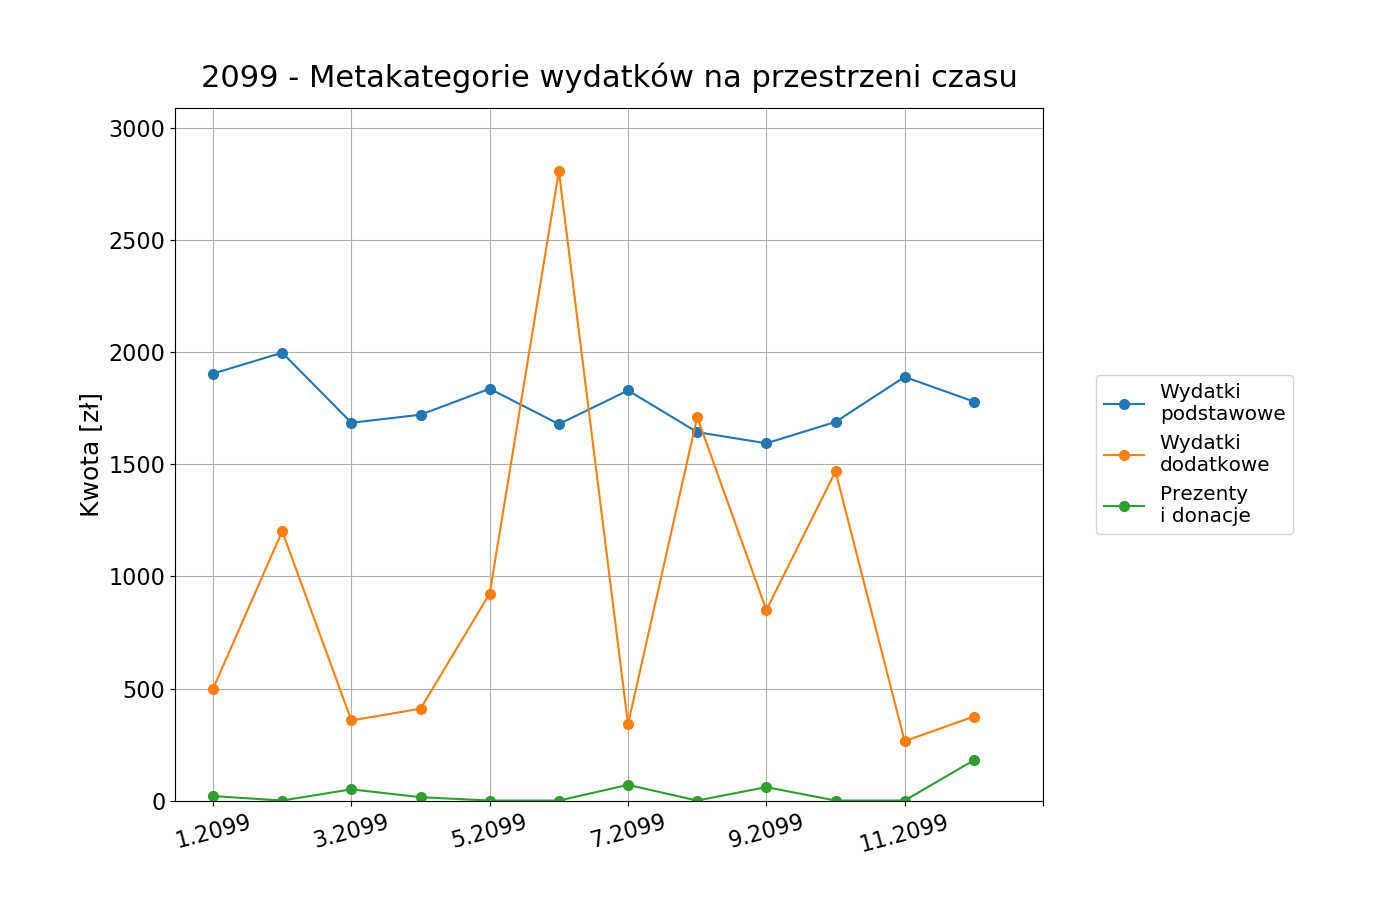 2099 - Metakategorie wydatków na przestrzeni czasu
3000
2500
2000
1500
1000
500
0
Kwota [zł]
1.2099
3.2099
5.2099
7.2099
9.2099
11.2099
Wydatki
podstawowe
Wydatki
dodatkowe
Prezenty
i donacje